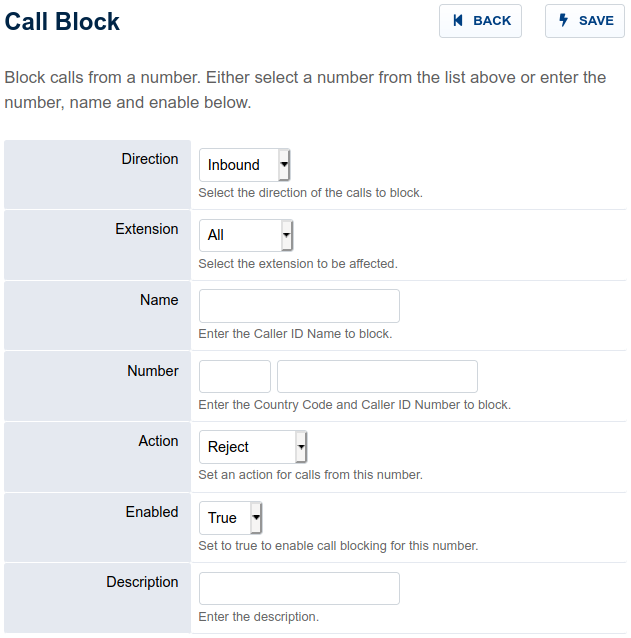 Call Block
BACK
SAVE
Block calls from a number. Either select a number from the list above or enter the
number, name and enable below.
Direction
Inbound
Select the direction of the calls to block.
Extension
All
Select the extension to be affected.
Name
Enter the Caller ID Name to block.
Number
Enter the Country Code and Caller ID Number to block.
Action
Reject
Set an action for calls from this number.
Enabled
True
Set to true to enable call blocking for this number.
Description
Enter the description.